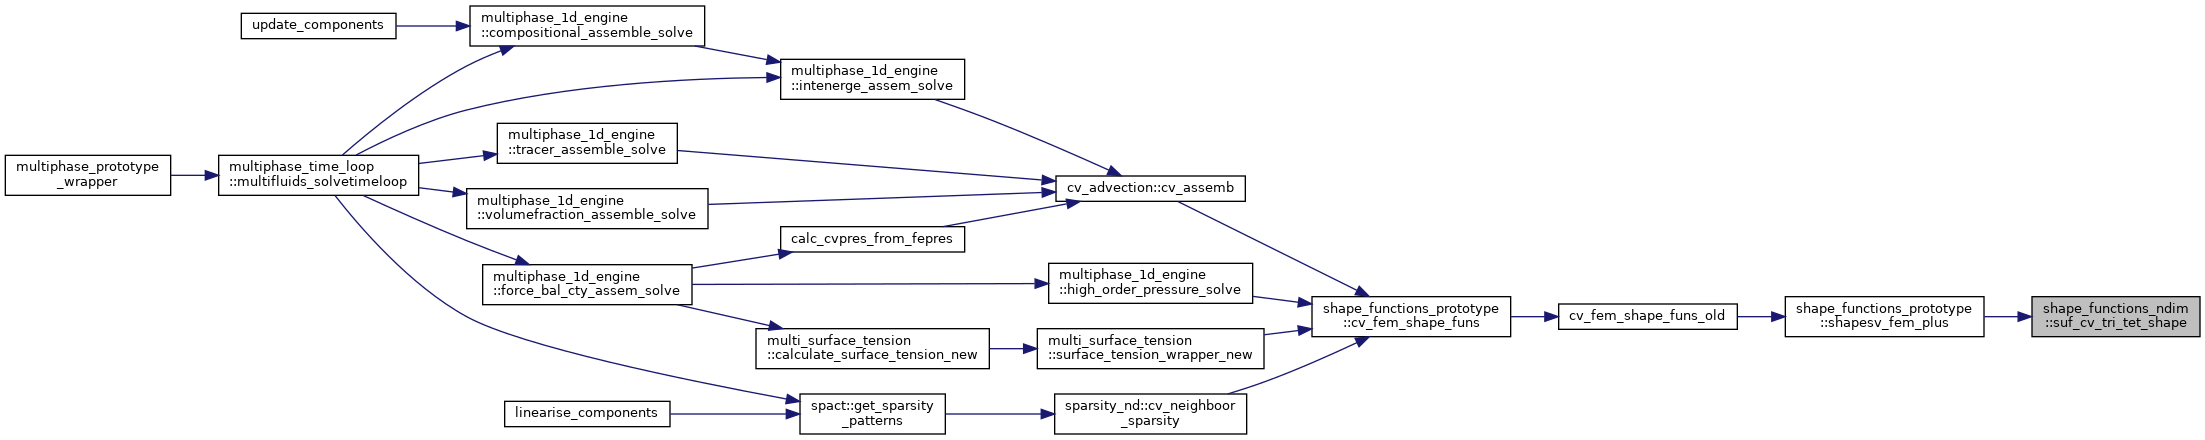 update_components
multiphase_1d_engine
::compositional_assemble_solve
multiphase_1d_engine
::intenerge_assem_solve
multiphase_1d_engine
::tracer_assemble_solve
multiphase_prototype
_wrapper
multiphase_time_loop
::multifluids_solvetimeloop
cv_advection::cv_assemb
multiphase_1d_engine
::volumefraction_assemble_solve
calc_cvpres_from_fepres
multiphase_1d_engine
::force_bal_cty_assem_solve
multiphase_1d_engine
::high_order_pressure_solve
shape_functions_prototype
::cv_fem_shape_funs
cv_fem_shape_funs_old
shape_functions_prototype
::shapesv_fem_plus
shape_functions_ndim
::suf_cv_tri_tet_shape
multi_surface_tension
::calculate_surface_tension_new
multi_surface_tension
::surface_tension_wrapper_new
linearise_components
spact::get_sparsity
_patterns
sparsity_nd::cv_neighboor
_sparsity